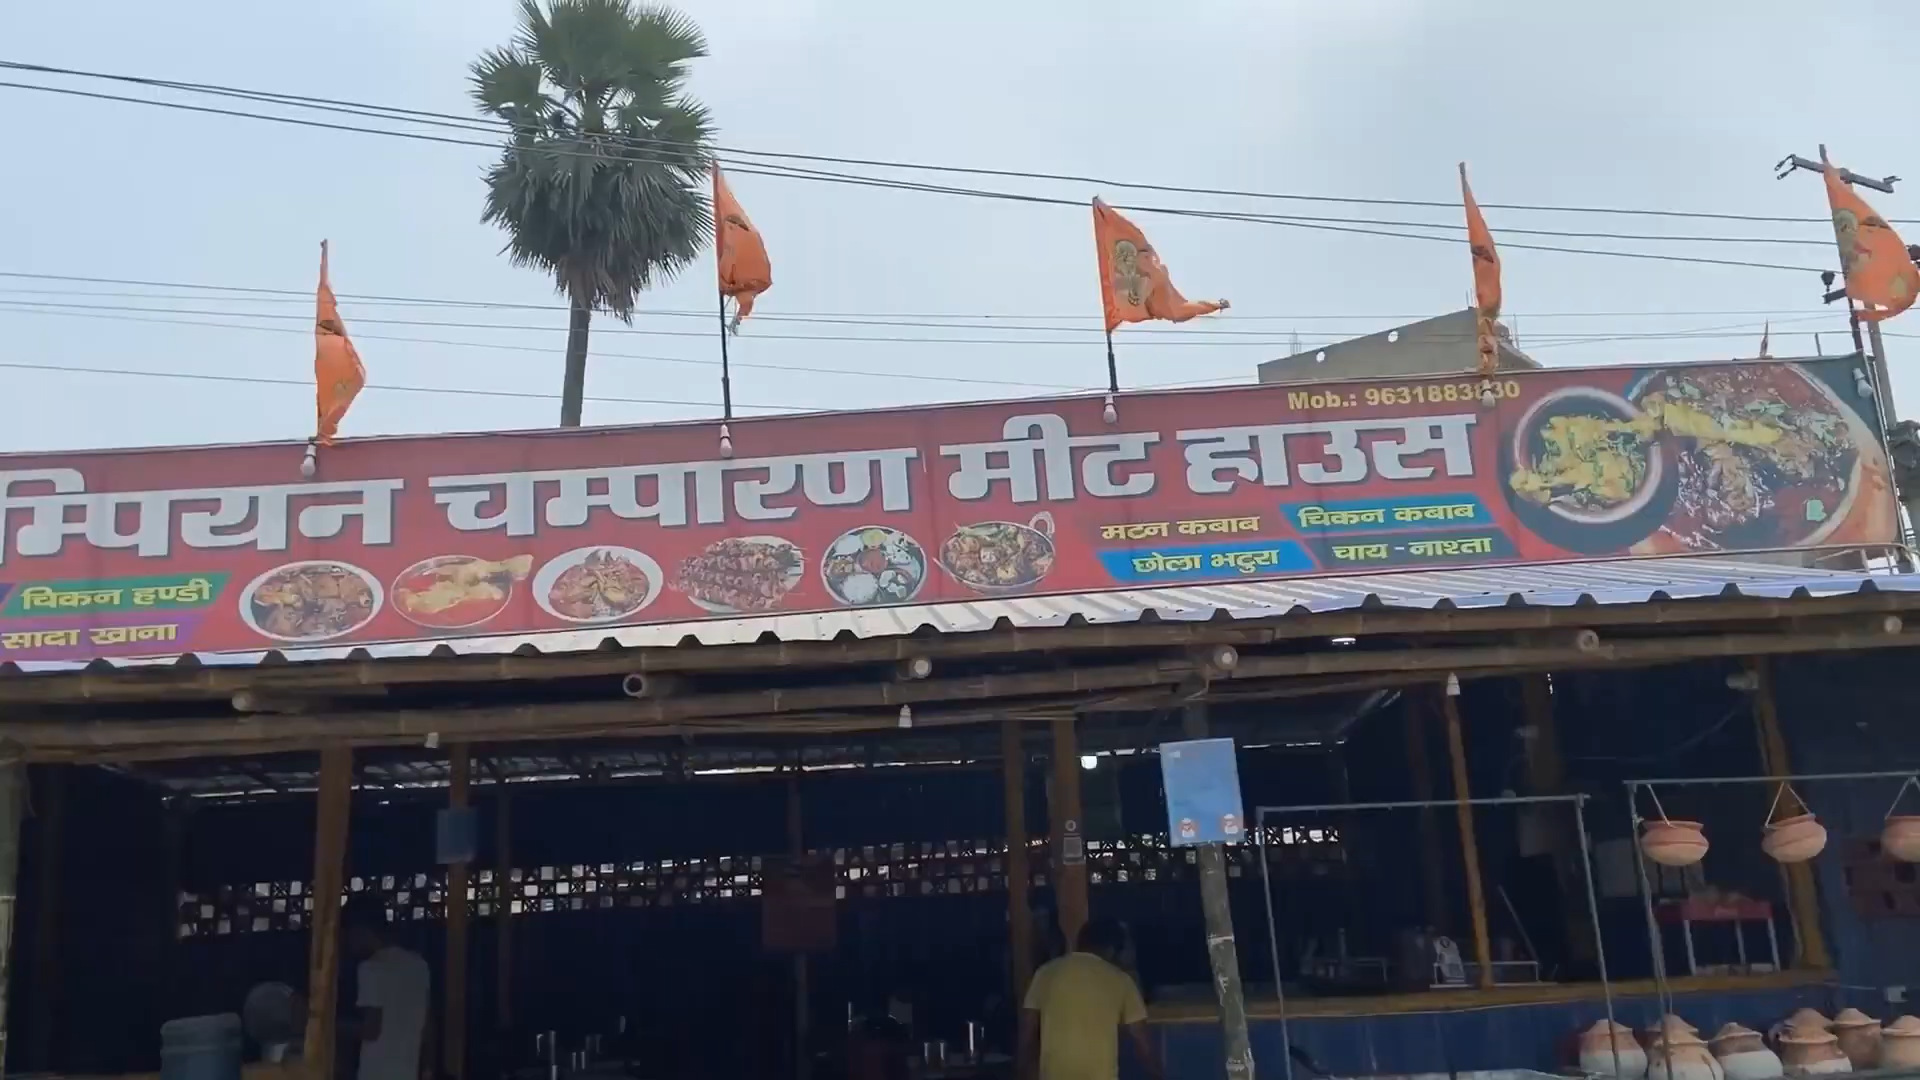 Mob.: 9631883830
म्पियन चम्पारण मीट हाउस
चिकन हण्डी
सादा खाना
मटन कबाब
चिकन कबाब
छोला भटुरा
चाय - नाश्ता